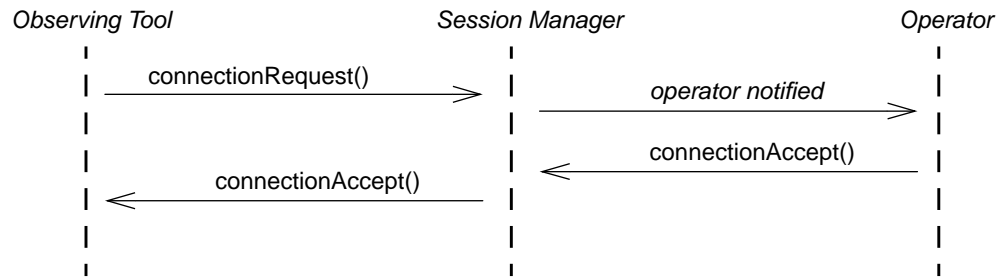 Observing Tool
Session Manager
Operator
connectionRequest()
operator notified
connectionAccept()
connectionAccept()